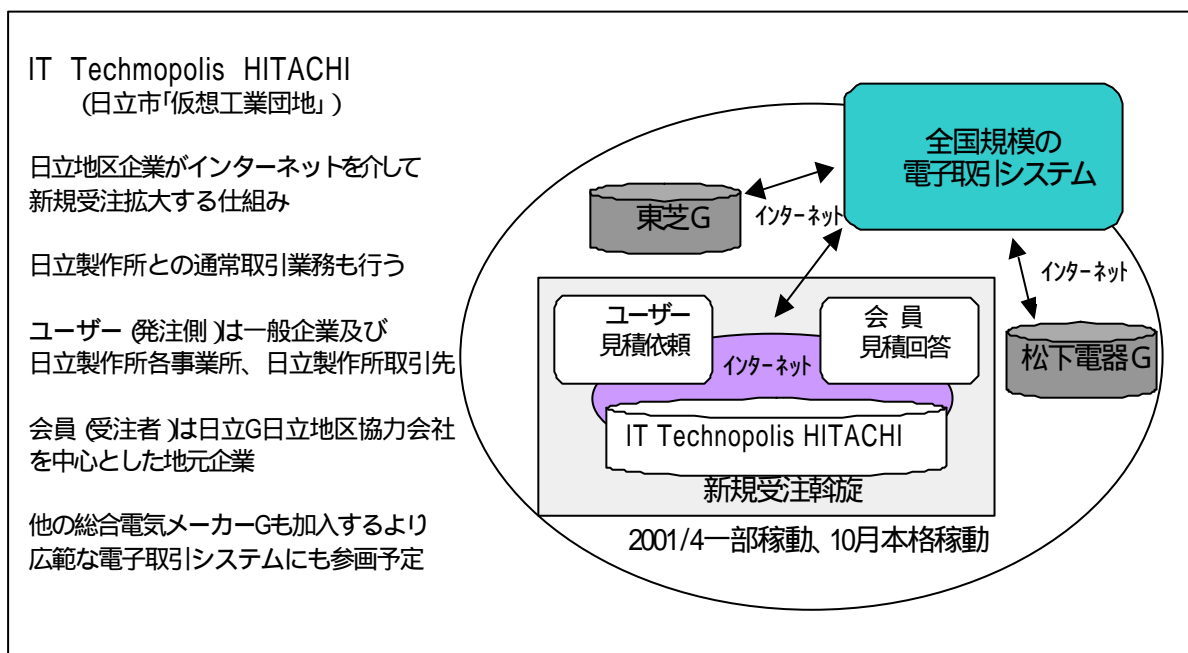 IT Techmopolis HITACHI
(日立市「仮想工業団地」)
日立地区企業がインターネットを介して
新規受注拡大する仕組み
日立製作所との通常取引業務も行う
ユーザー(発注側)は一般企業及び
日立製作所各事業所、日立製作所取引先
会員(受注者)は日立G日立地区協力会社
を中心とした地元企業
他の総合電気メーカーGも加入するより
広範な電子取引システムにも参画予定
全国規模の
電子取引システム
東芝G
インターネット
インターネット
松下電器G
ユーザー
見積依頼
会 員
見積回答
インターネット
IT Technopolis HITACHI
新規受注斡旋
2001/4一部稼動、10月本格稼動